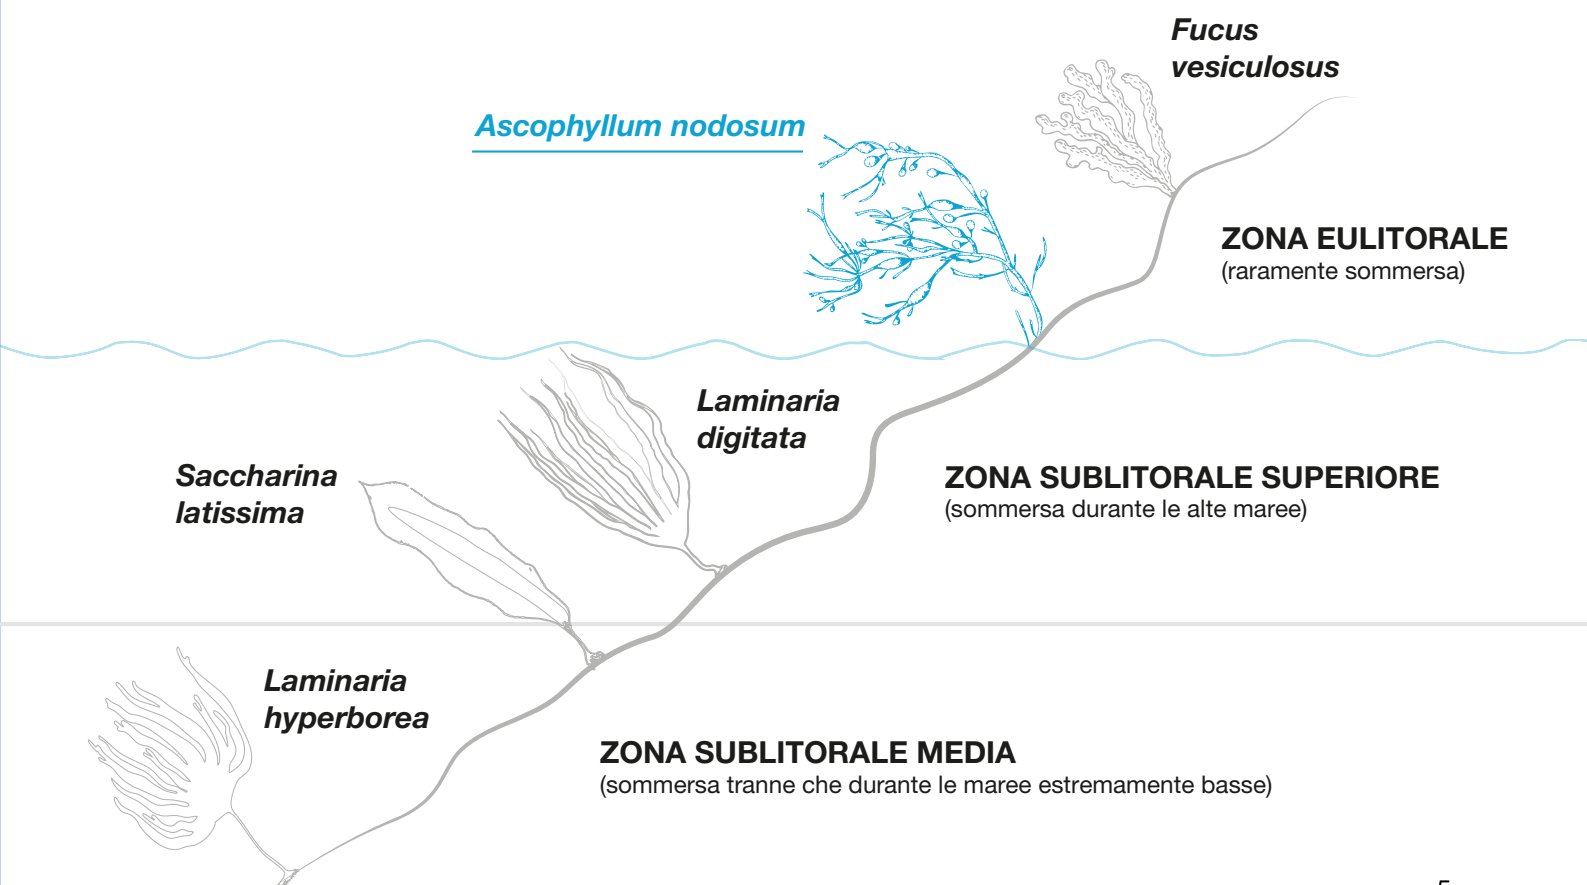 Fucus
vesiculosus
Ascophyllum nodosum
ZONA EULITORALE
(raramente sommersa)
Laminaria
digitata
Saccharina
latissima
ZONA SUBLITORALE SUPERIORE
(sommersa durante le alte maree)
Laminaria
hyperborea
ZONA SUBLITORALE MEDIA
(sommersa tranne che durante le maree estremamente basse)